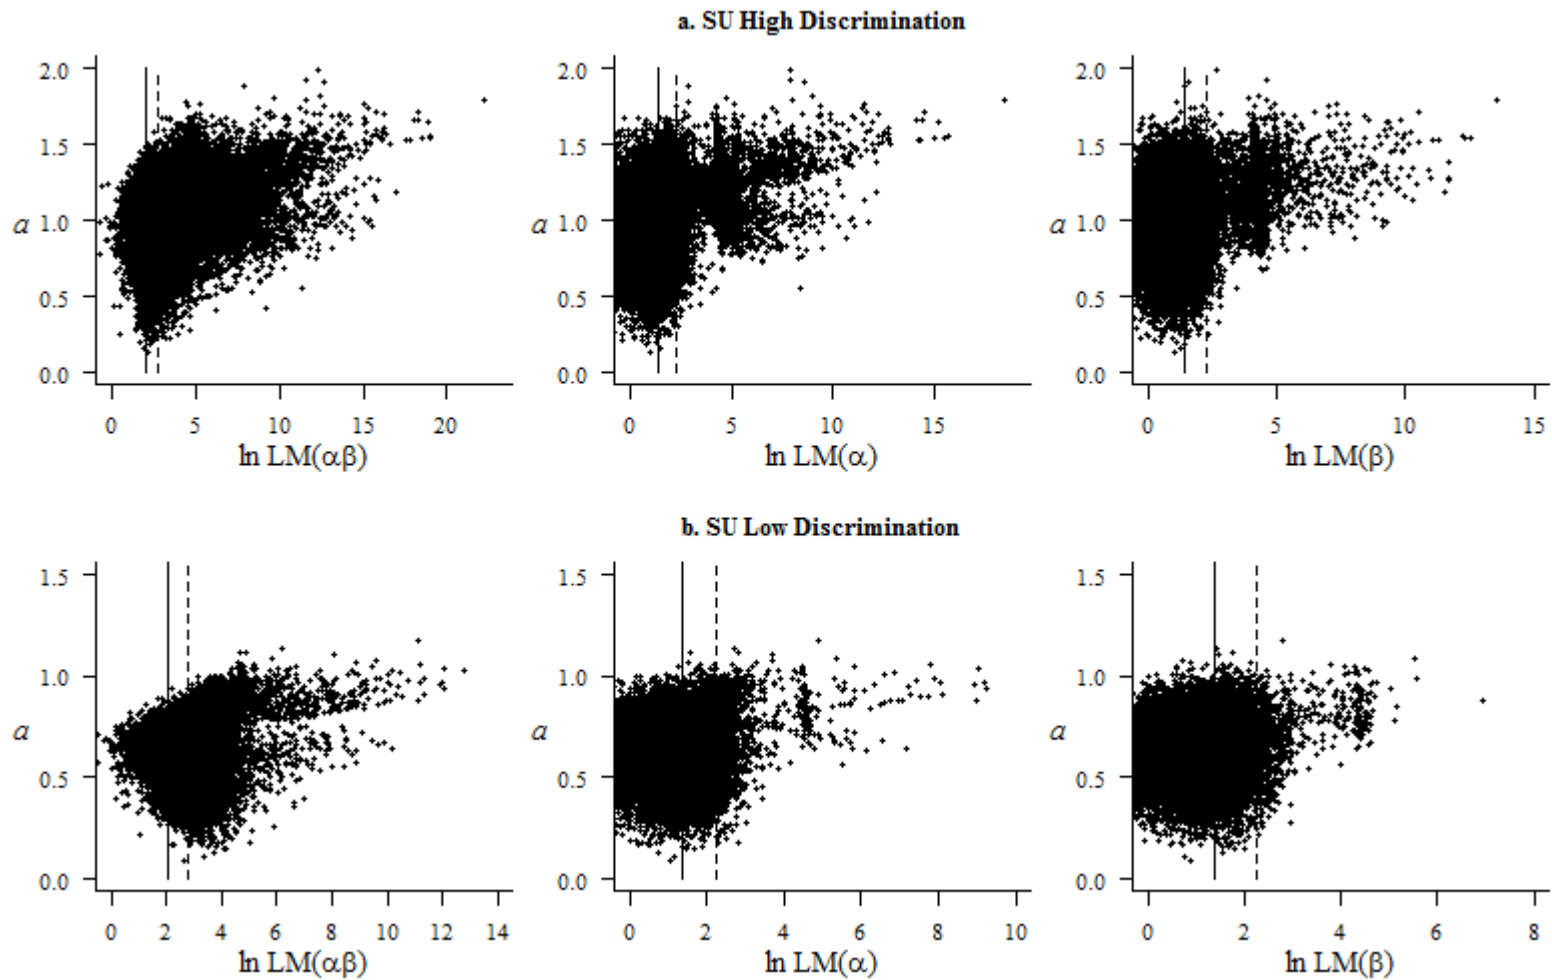 a. SU High Discrimination
2.0 1.5 1.0 0.5 0.0
a
0 5 10 15 20
ln LM(αβ)
2.0 1.5 1.0 0.5 0.0
a
0 5 10 15
ln LM(α)
2.0 1.5 1.0 0.5 0.0
a
0 5 10 15
ln LM(β)
b. SU Low Discrimination
1.5 1.0 0.5 0.0
a
0 2 4 6 8 10 12 14
ln LM(αβ)
1.5 1.0 0.5 0.0
a
0 2 4 6 8 10
ln LM(α)
1.5 1.0 0.5 0.0
a
0 2 4 6 8
ln LM(β)